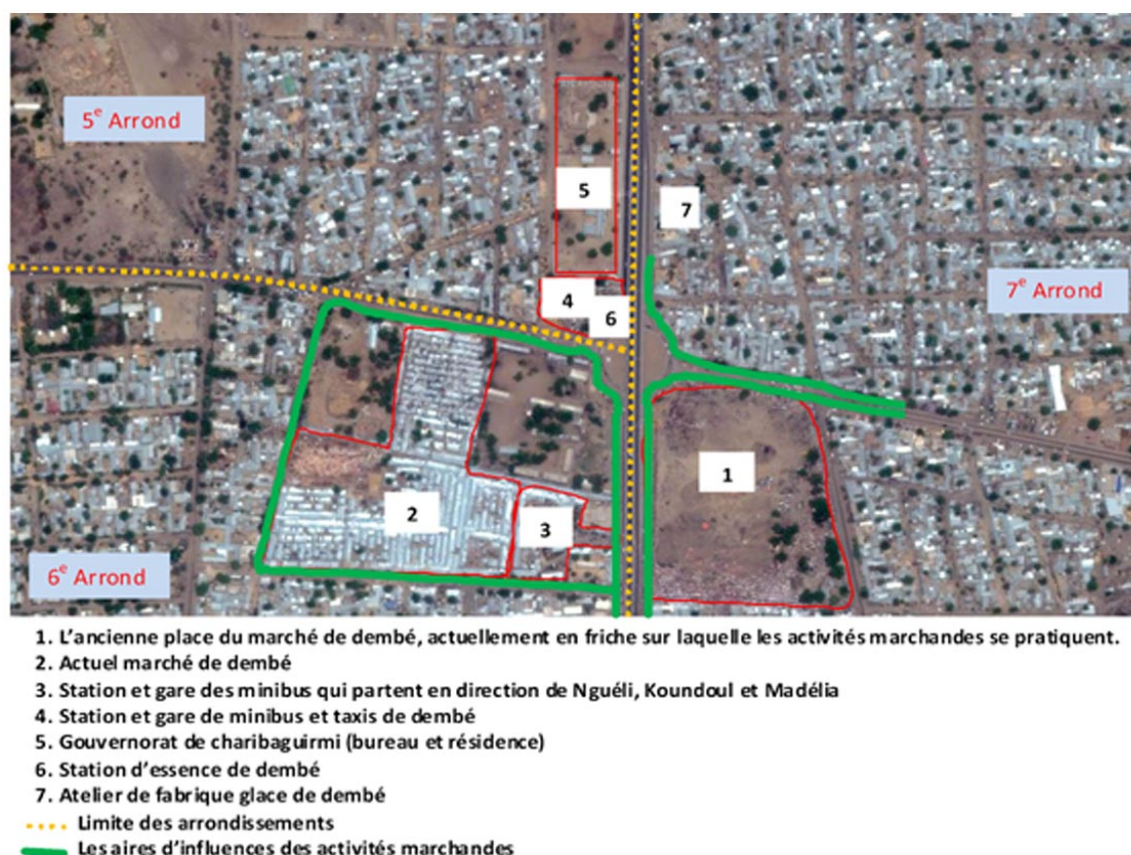 5e Arrond
5
7
7e Arrond
4
6
1
2
3
6e Arrond
1. L'ancienne place du marché de dembé, actuellement en friche sur laquelle les activités marchandes se pratiquent.
2. Actuel marché de dembé
3. Station et gare des minibus qui partent en direction de Nguéli, Koundoul et Madélia
4. Station et gare de minibus et taxis de dembé
5. Gouvernorat de charibaguirmi (bureau et résidence)
6. Station d'essence de dembé
7. Atelier de fabrique glace de dembé
Limite des arrondissements
Les aires d'influences des activités marchandes